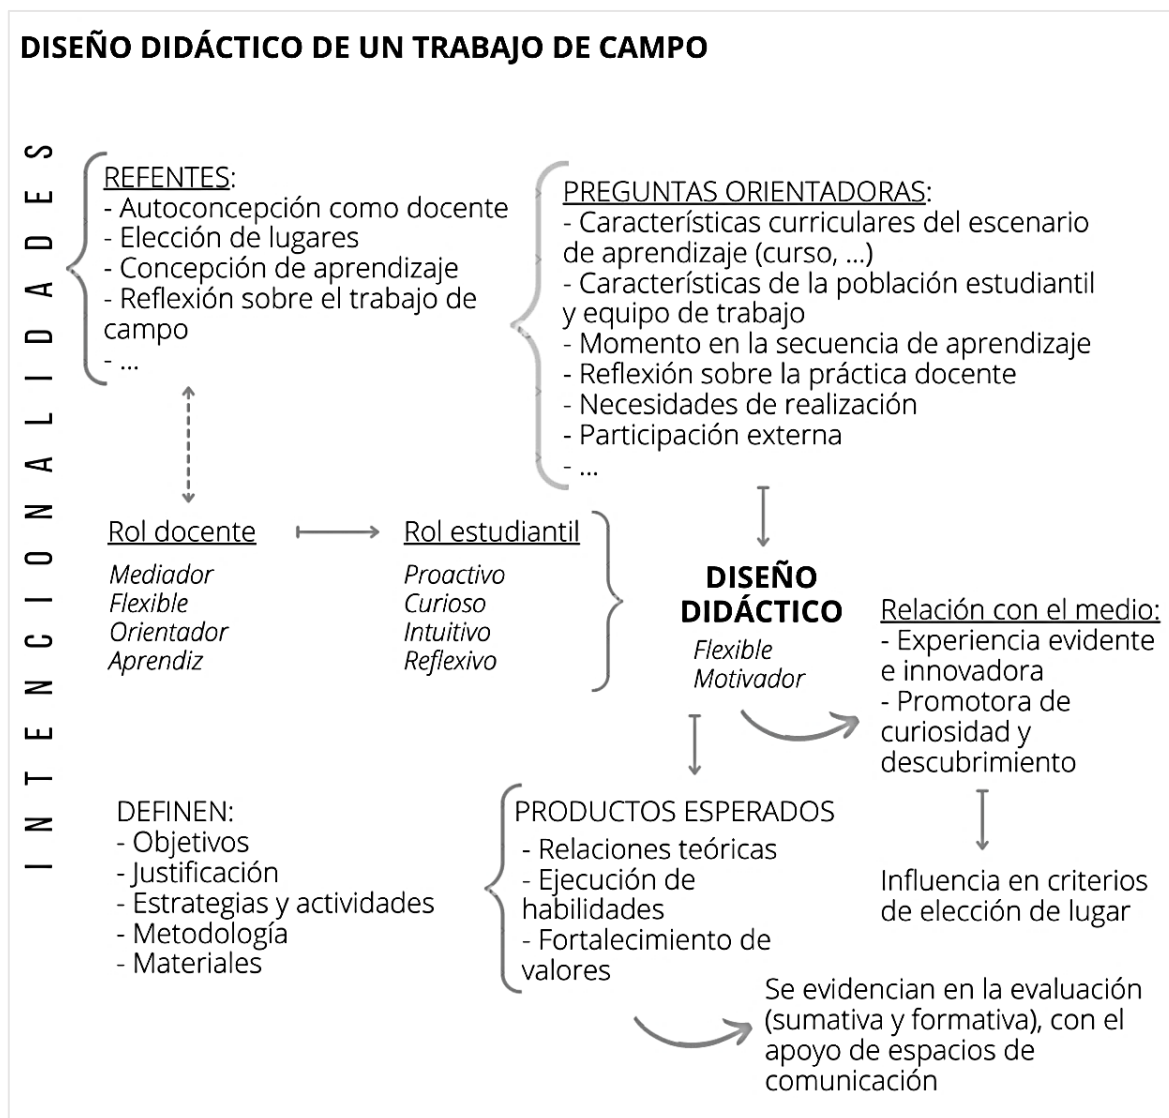 DISEÑO DIDÁCTICO DE UN TRABAJO DE CAMPO
INTENCIONALIDADES
REFENTES:
- Autoconcepción como docente
- Elección de lugares
- Concepción de aprendizaje
- Reflexión sobre el trabajo de
campo
- ...
PREGUNTAS ORIENTADORAS:
- Características curriculares del escenario
de aprendizaje (curso, ...)
- Características de la población estudiantil
y equipo de trabajo
- Momento en la secuencia de aprendizaje
- Reflexión sobre la práctica docente
- Necesidades de realización
- Participación externa
- ...
Rol docente
Mediador
Flexible
Orientador
Aprendiz
Rol estudiantil
Proactivo
Curioso
Intuitivo
Reflexivo
DISEÑO
DIDÁCTICO
Flexible
Motivador
Relación con el medio:
- Experiencia evidente
e innovadora
- Promotora de
curiosidad y
descubrimiento
Influencia en criterios
de elección de lugar
DEFINEN:
- Objetivos
- Justificación
- Estrategias y actividades
- Metodología
- Materiales
PRODUCTOS ESPERADOS
- Relaciones teóricas
- Ejecución de
habilidades
- Fortalecimiento de
valores
Se evidencian en la evaluación
(sumativa y formativa), con el
apoyo de espacios de
comunicación